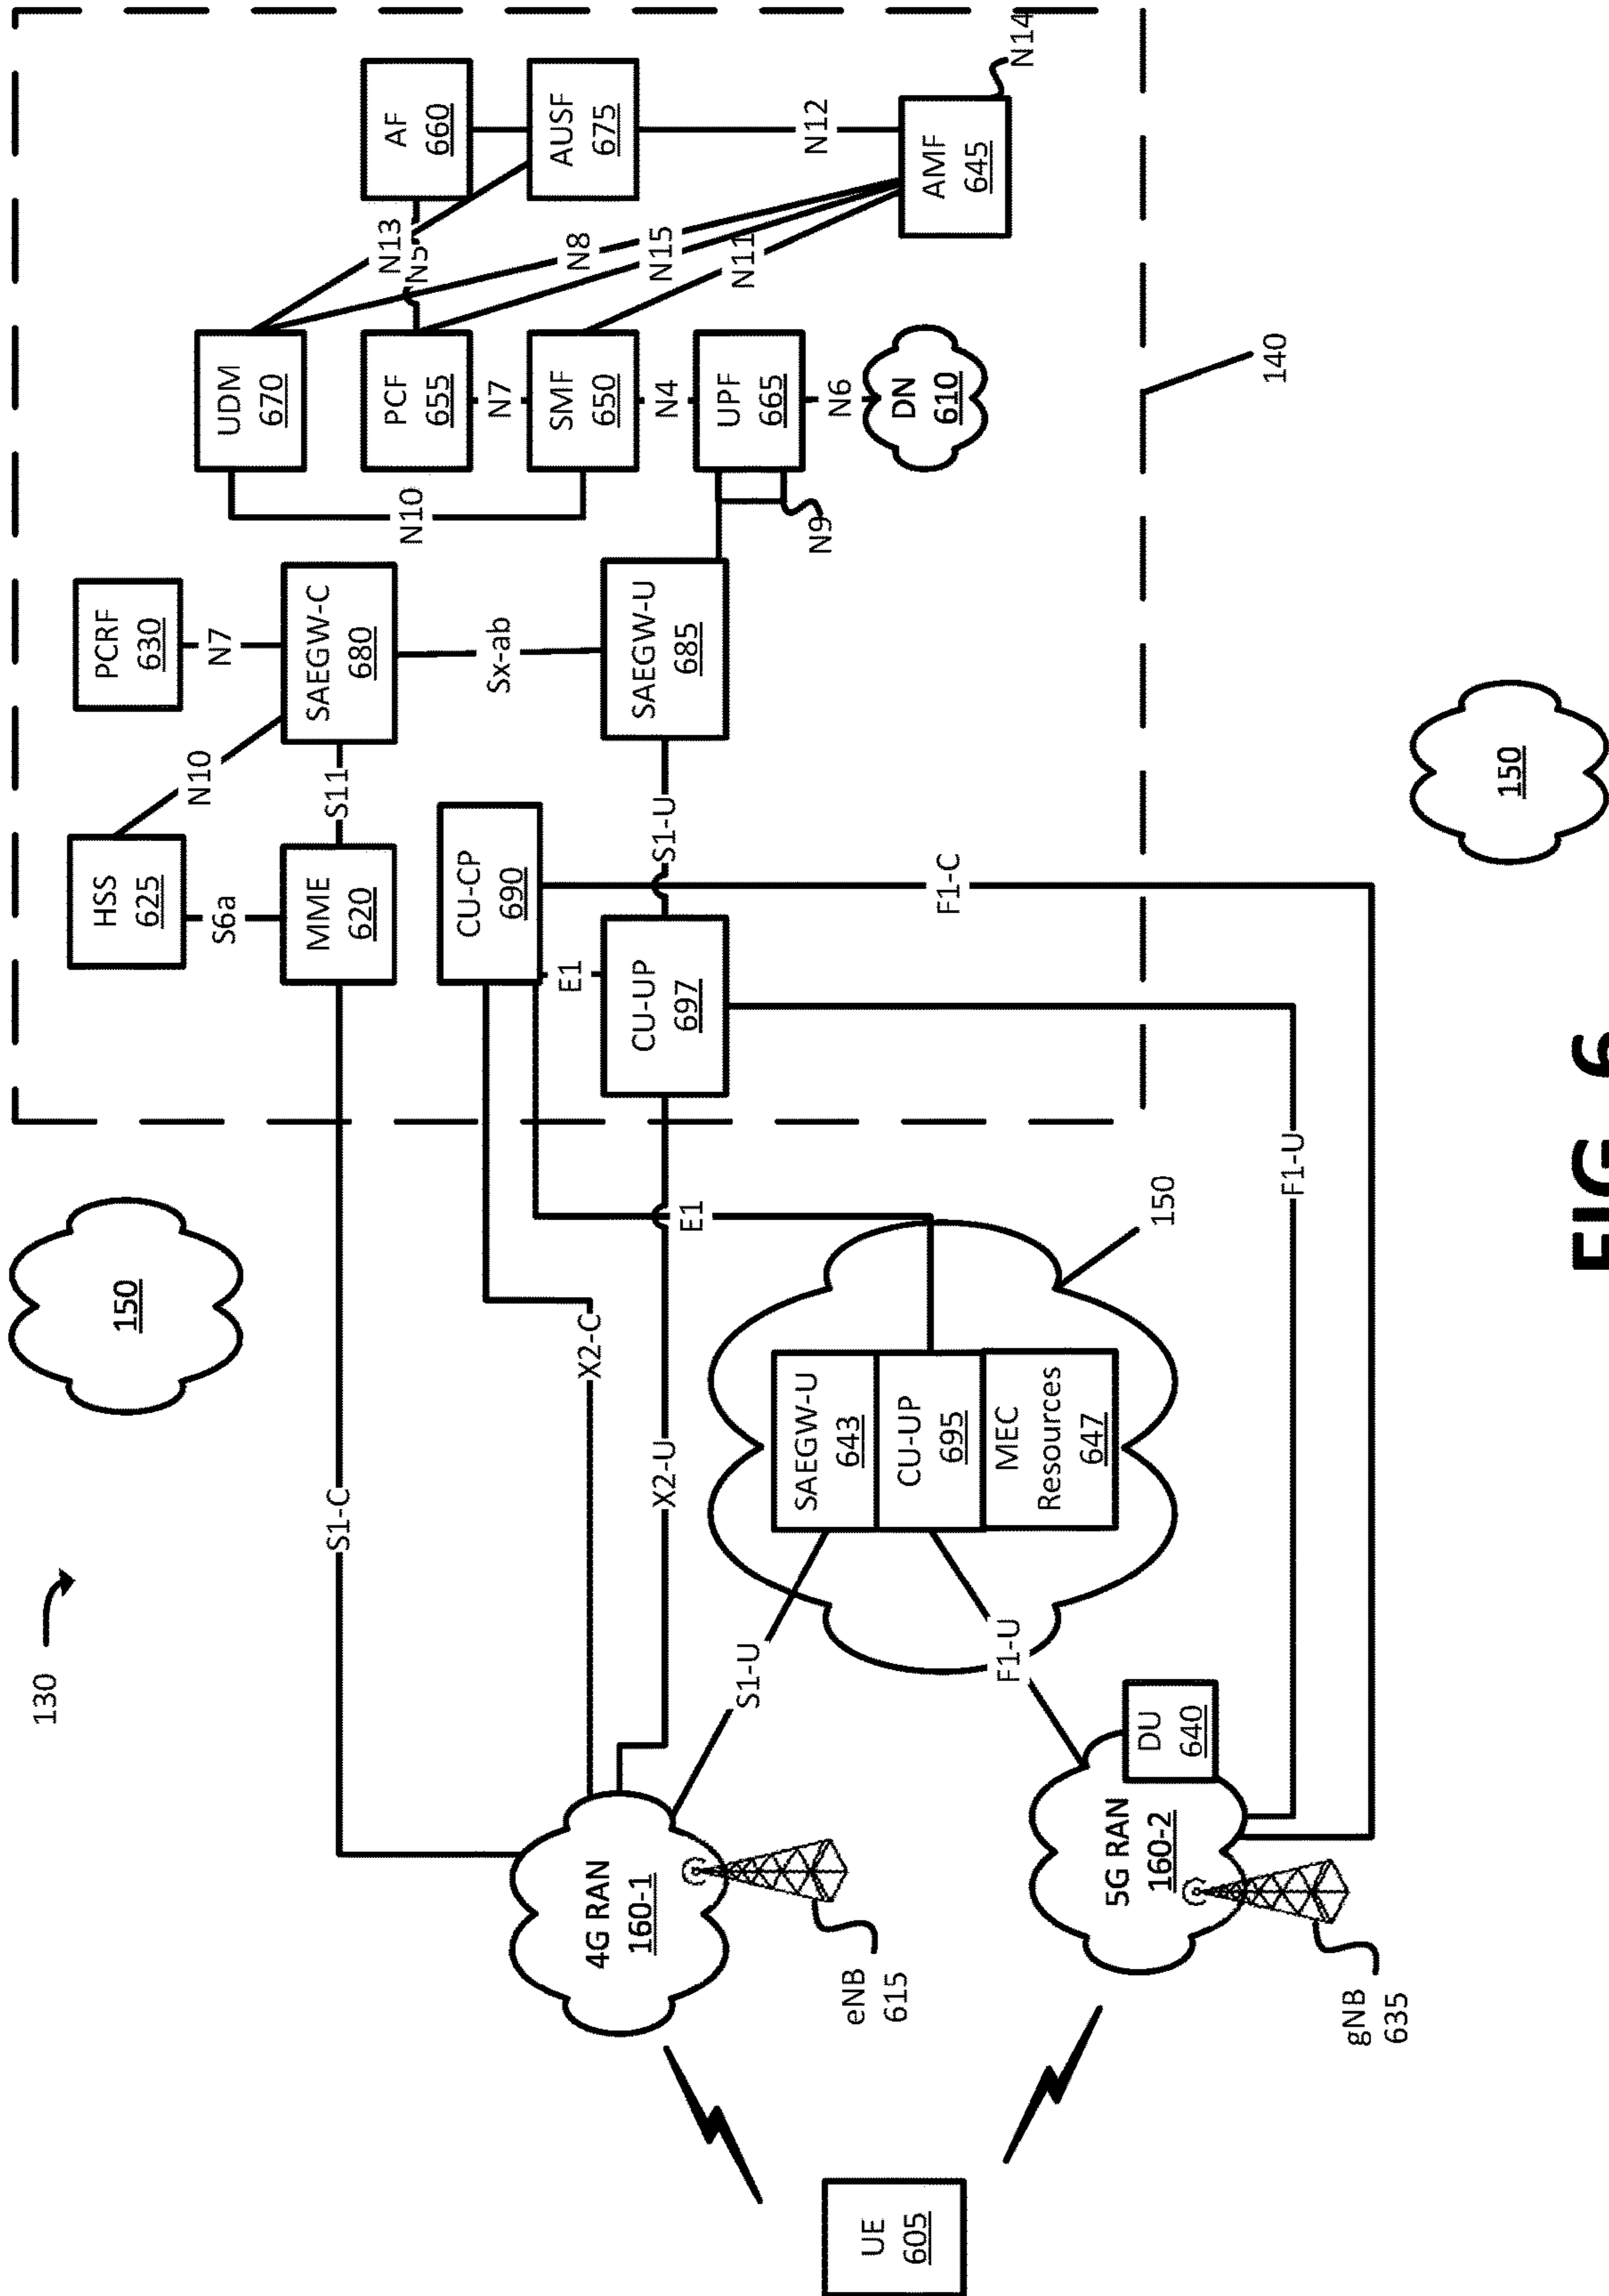 130
150
UE
605
4G RAN
160-1
eNB
615
5G RAN
160-2
gNB
635
DU
640
S1-C
X2-C
X2-U
S1-U
F1-U
E1
SAEGW-U
643
CU-UP
695
MEC
Resources
647
150
F1-U
F1-C
HSS
625
S6a
MME
620
N10
S11
PCRF
630
N7
SAEGW-C
680
Sx-ab
CU-CP
690
E1
CU-UP
697
S1-U
SAEGW-U
685
N10
UDM
670
PCF
655
N7
SMF
650
N4
UPF
665
N9
N6
DN
610
N13
N5
N8
N15
N11
AF
660
AUSF
675
N12
AMF
645
N14
140
150
FIG. 6